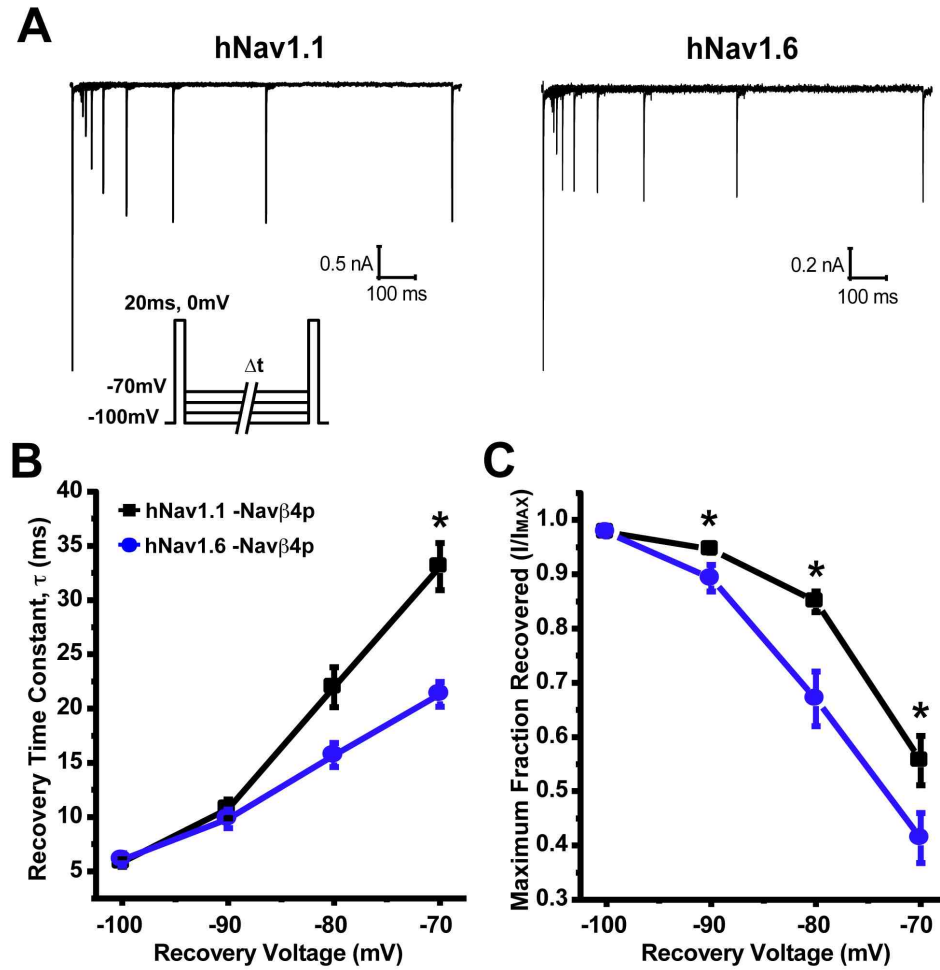 A
hNav1.1
hNav1.6
0.5 nA
100 ms
0.2 nA
100 ms
20ms, 0mV
Δt
-70mV
-100mV
B
Recovery Time Constant, τ (ms)
40
35
30
25
20
15
10
5
hNav1.1 -Navβ4p
hNav1.6 -Navβ4p
*
-100
-90
-80
-70
Recovery Voltage (mV)
C
Maximum Fraction Recovered (I/IMAX)
1.0
0.9
0.8
0.7
0.6
0.5
0.4
0.3
*
*
*
-100
-90
-80
-70
Recovery Voltage (mV)